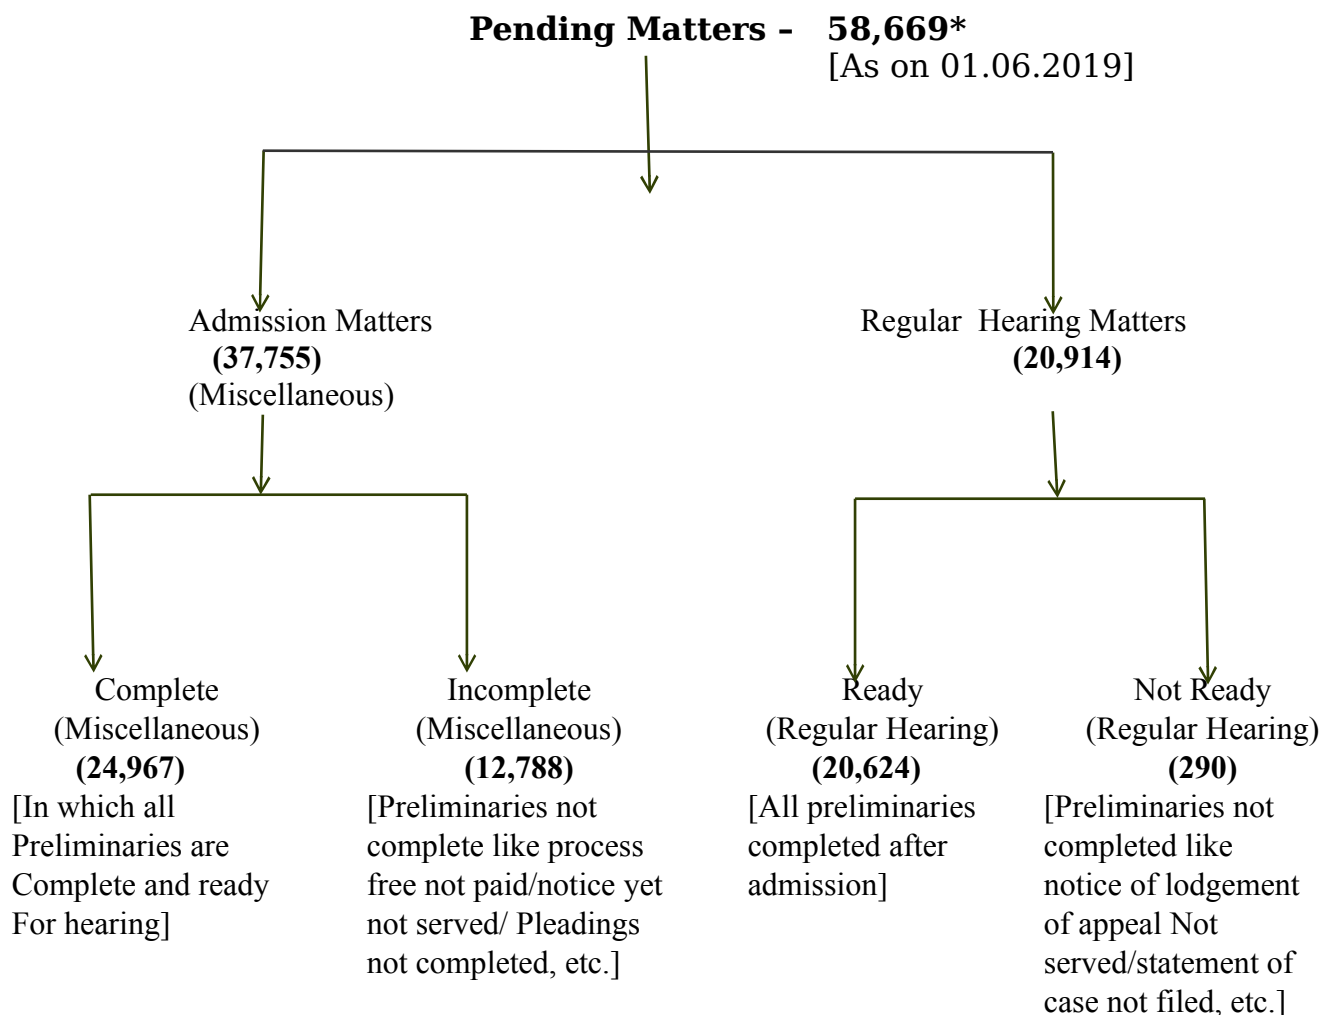 Pending Matters – 58,669*
[As on 01.06.2019]
Admission Matters
(37,755)
(Miscellaneous)
Regular Hearing Matters
(20,914)
Complete
(Miscellaneous)
(24,967)
[In which all
Preliminaries are
Complete and ready
For hearing]
Incomplete
(Miscellaneous)
(12,788)
[Preliminaries not
complete like process
free not paid/notice yet
not served/ Pleadings
not completed, etc.]
Ready
(Regular Hearing)
(20,624)
[All preliminaries
completed after
admission]
Not Ready
(Regular Hearing)
(290)
[Preliminaries not
completed like
notice of lodgement
of appeal Not
served/statement of
case not filed, etc.]